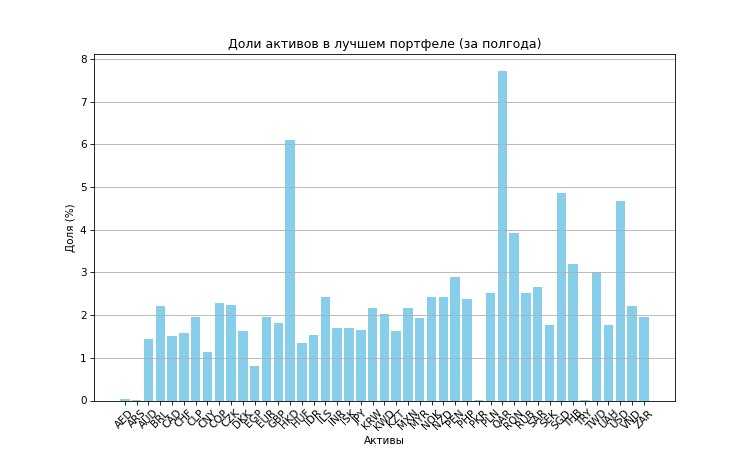 Доли активов в лучшем портфеле (за полгода)
Доля (%)
8
7
6
5
4
3
2
1
0
AED ARS AUD BRL CAD CHF CLP CNY COP CZK DKK EGP EUR GBP HKD HUF IDR ILS INR ISK JPY KRW KWD KZT MXN MYR NOK NZD PEN PHP PKR PLN QAR RON RUB SAR SEK SGD THB TRY TWD UAH USD VND ZAR
Активы